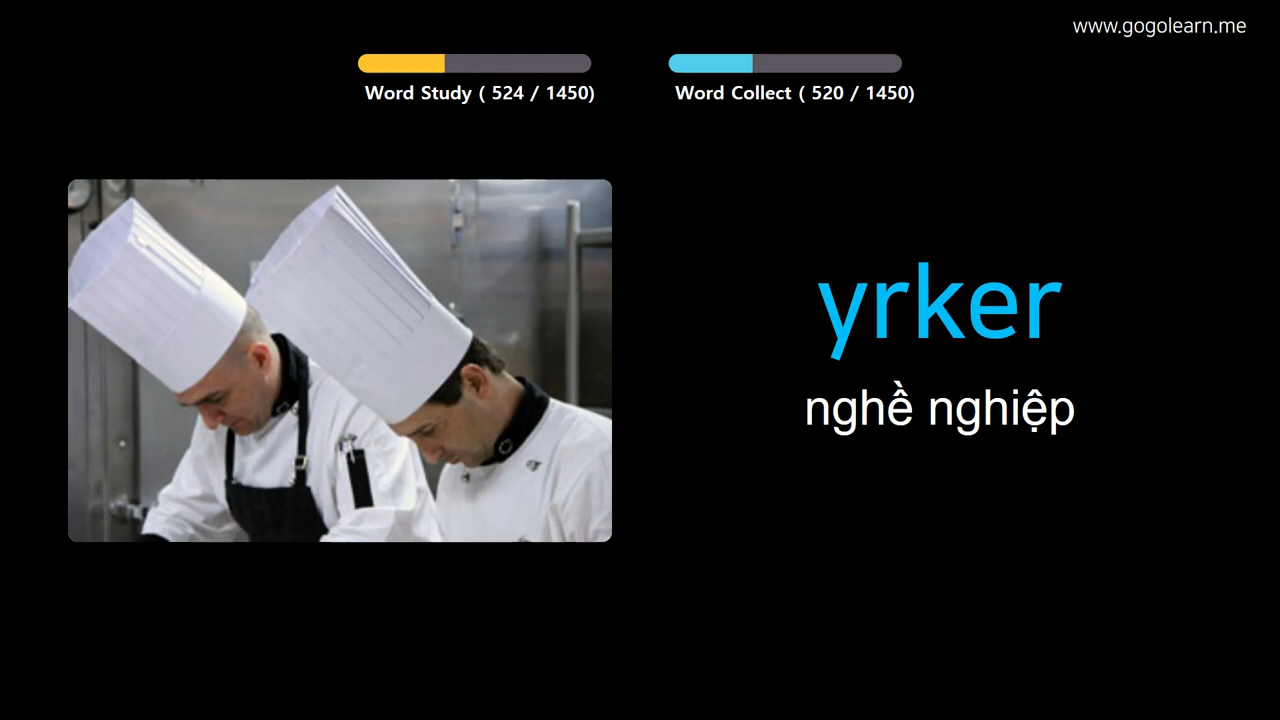 www.gogolearn.me
Word Study ( 524 / 1450)
Word Collect ( 520 / 1450)
yrker
nghề nghiệp